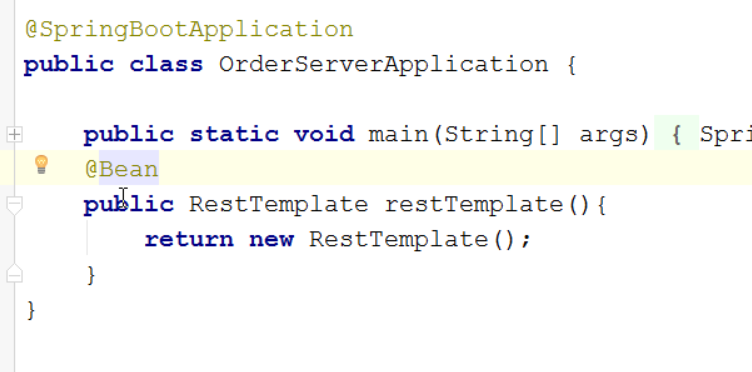 @SpringBootApplication
public class OrderServerApplication {
public static void main(String[] args) { Spri
@Bean
public RestTemplate restTemplate(){
return new RestTemplate();
}
}